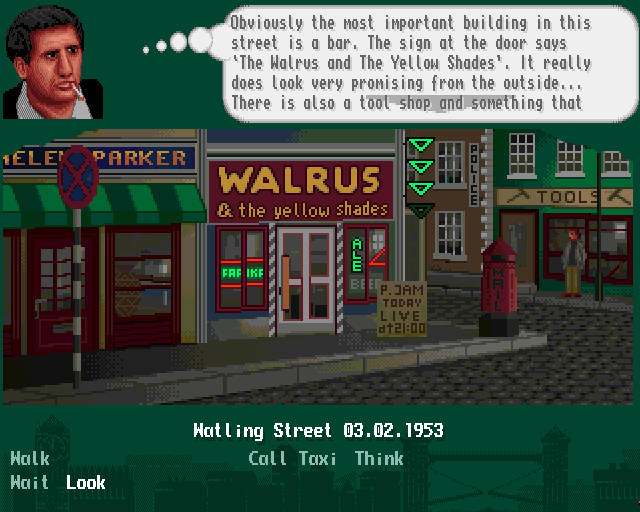 Obviously the most important building in this
street is a bar. The sign at the door says
'The Walrus and The Yellow Shades'. It really
does look very promising from the outside...
There is also a tool shop and something that
HELEN PARKER
WALRUS
& the yellow shades
POLICE
TOOLS
ALE
BEER
MAIL
P.JAM
TODAY
LIVE
at21:00
Watling Street 03.02.1953
Walk
Call Taxi Think
Wait Look